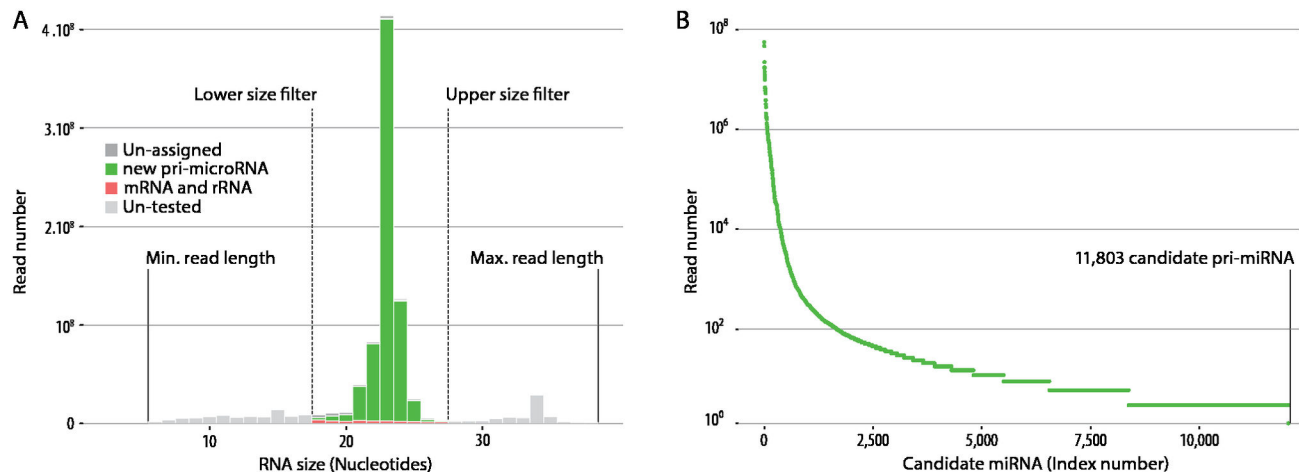 A
4.10⁸
3.10⁸
2.10⁸
10⁸
0
Read number
Lower size filter
Upper size filter
Un-assigned
new pri-microRNA
mRNA and rRNA
Un-tested
Min. read length
Max. read length
10
20
30
RNA size (Nucleotides)
B
10⁸
10⁶
10⁴
10²
10⁰
Read number
11,803 candidate pri-miRNA
0
2,500
5,000
7,500
10,000
Candidate miRNA (Index number)